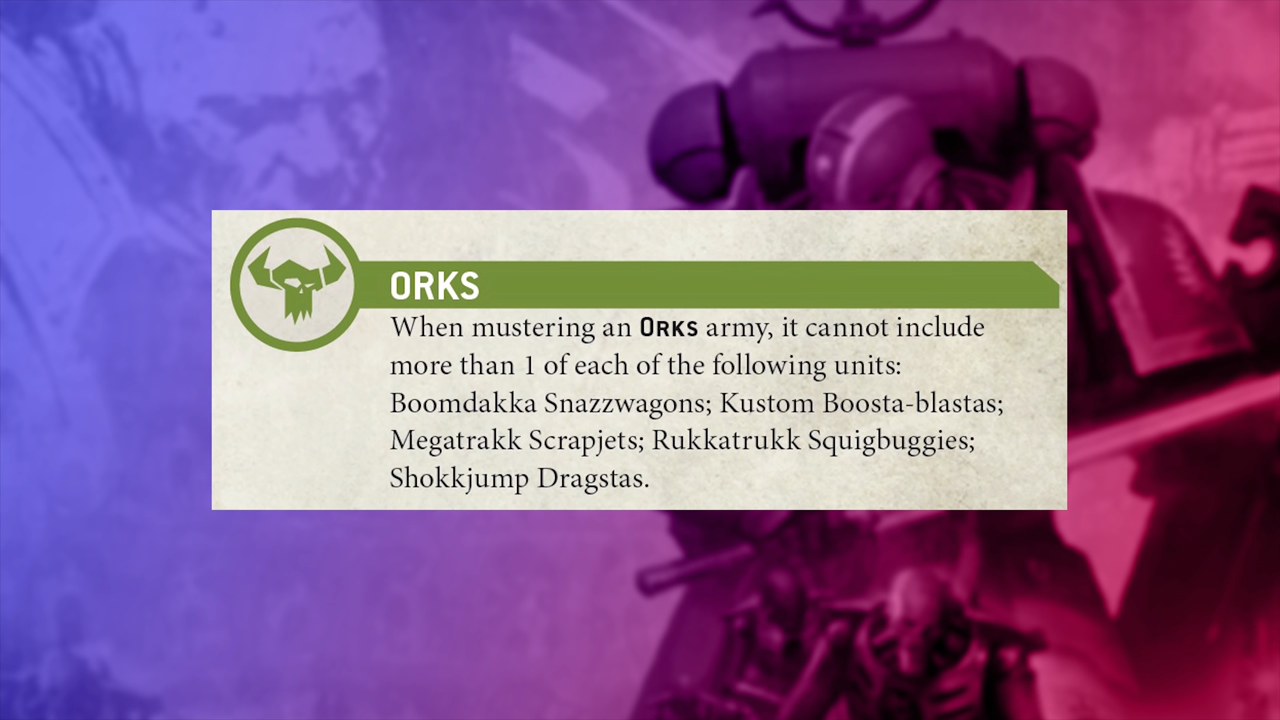 ORKS
When mustering an ORKS army, it cannot include
more than 1 of each of the following units:
Boomdakka Snazzwagons; Kustom Boosta-blastas;
Megatrakk Scrapjets; Rukkatrukk Squigbuggies;
Shokkjump Dragstas.